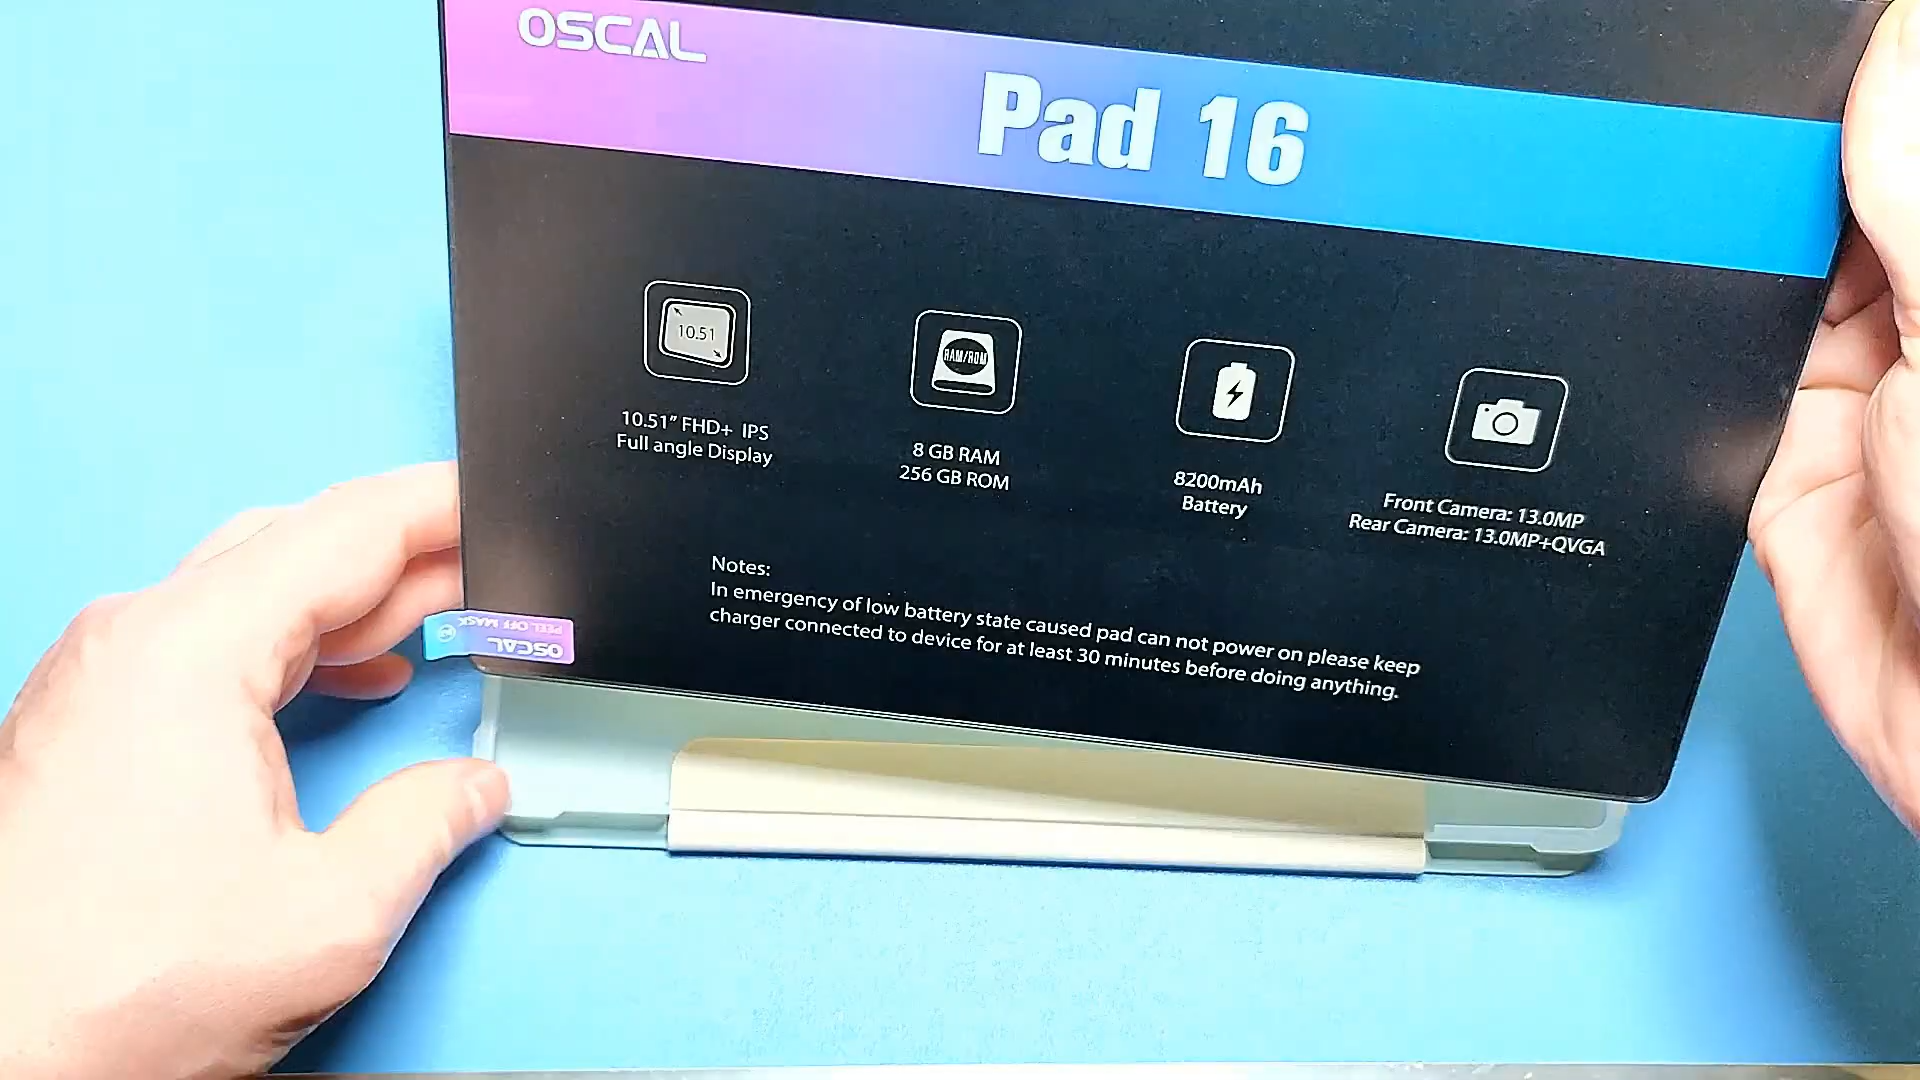 OSCAL
Pad 16
10.51
RAM/ROM
10.51” FHD+ IPS
Full angle Display
8 GB RAM
256 GB ROM
8200mAh
Battery
Front Camera: 13.0MP
Rear Camera: 13.0MP+QVGA
Notes:
In emergency of low battery state caused pad can not power on please keep
charger connected to device for at least 30 minutes before doing anything.
OSCAL
PEEL OFF MASK